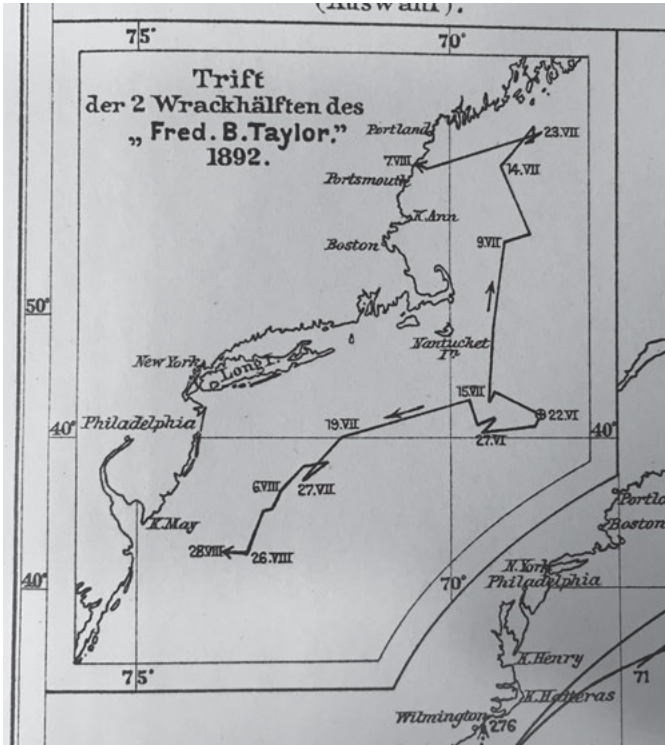 (Auswahl).
75°
70°
Trift
der 2 Wrackhälften des
„Fred. B. Taylor.”
1892.
Portland
23.VII
7.VIII
14.VII
Portsmouth
K.Ann
9.VII
Boston
50°
Nantucket
In
New York
Long I.
15.VII
22.VI
Philadelphia
19.VII
27.VI
40°
40°
6.VIII
27.VII
K.May
28.VIII
26.VIII
Portlo
Boston
N.York
40°
70°
Philadelphia
K.Henry
75°
71
K.Hatteras
Wilmington
276